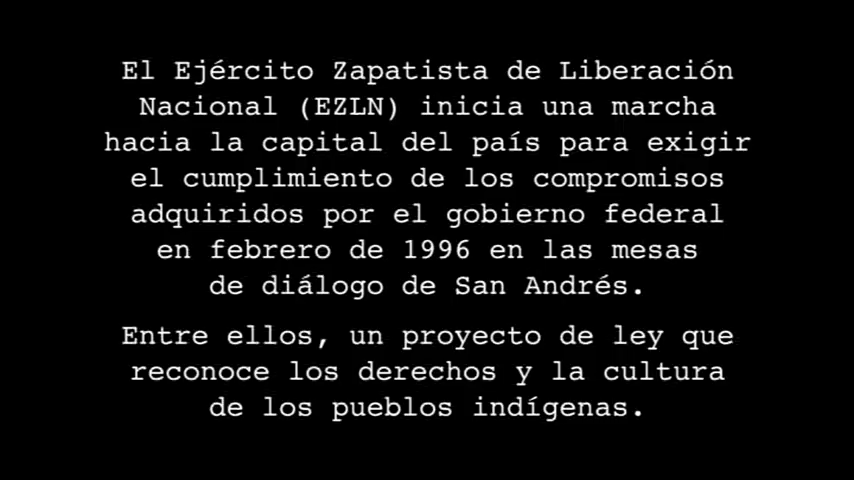 El Ejército Zapatista de Liberación
Nacional (EZLN) inicia una marcha
hacia la capital del país para exigir
el cumplimiento de los compromisos
adquiridos por el gobierno federal
en febrero de 1996 en las mesas
de diálogo de San Andrés.
Entre ellos, un proyecto de ley que
reconoce los derechos y la cultura
de los pueblos indígenas.